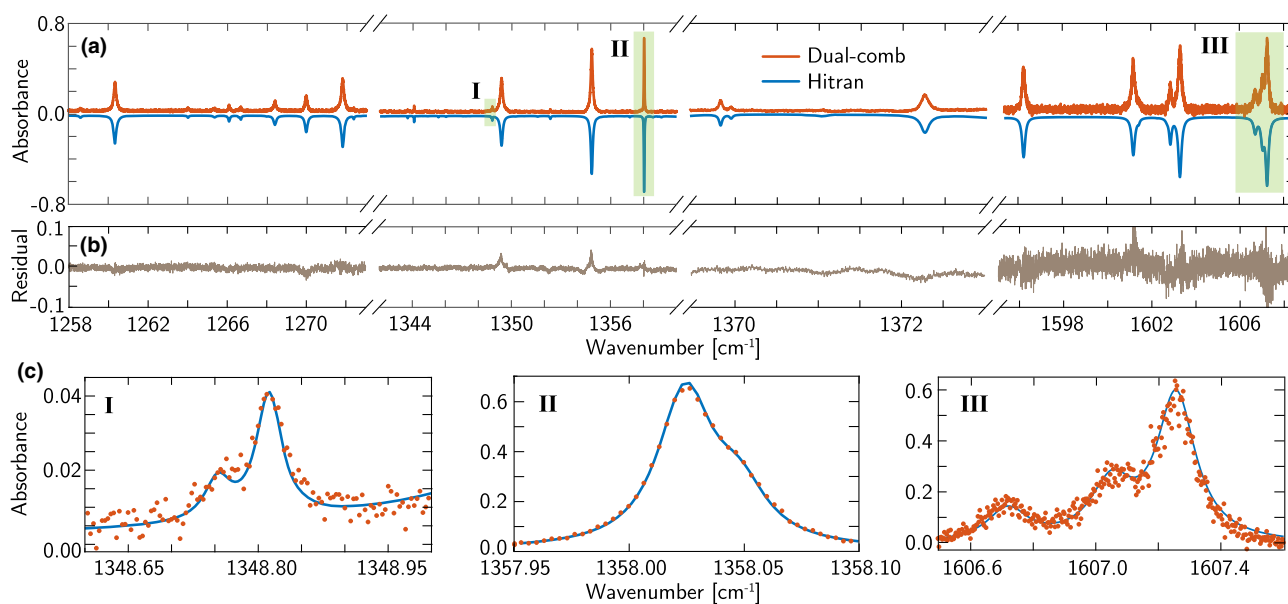 (a)
Absorbance
0.8
0.0
-0.8
I
II
III
Dual-comb
Hitran
(b)
Residual
0.1
0.0
-0.1
1258 1262 1266 1270 1344 1350 1356 1370 1372 1598 1602 1606
Wavenumber [cm-1]
(c)
Absorbance
0.04
0.02
0.00
I
1348.65 1348.80 1348.95
0.6
0.4
0.2
0.0
II
1357.95 1358.00 1358.05 1358.10
0.6
0.4
0.2
0.0
III
1606.6 1607.0 1607.4
Wavenumber [cm-1]